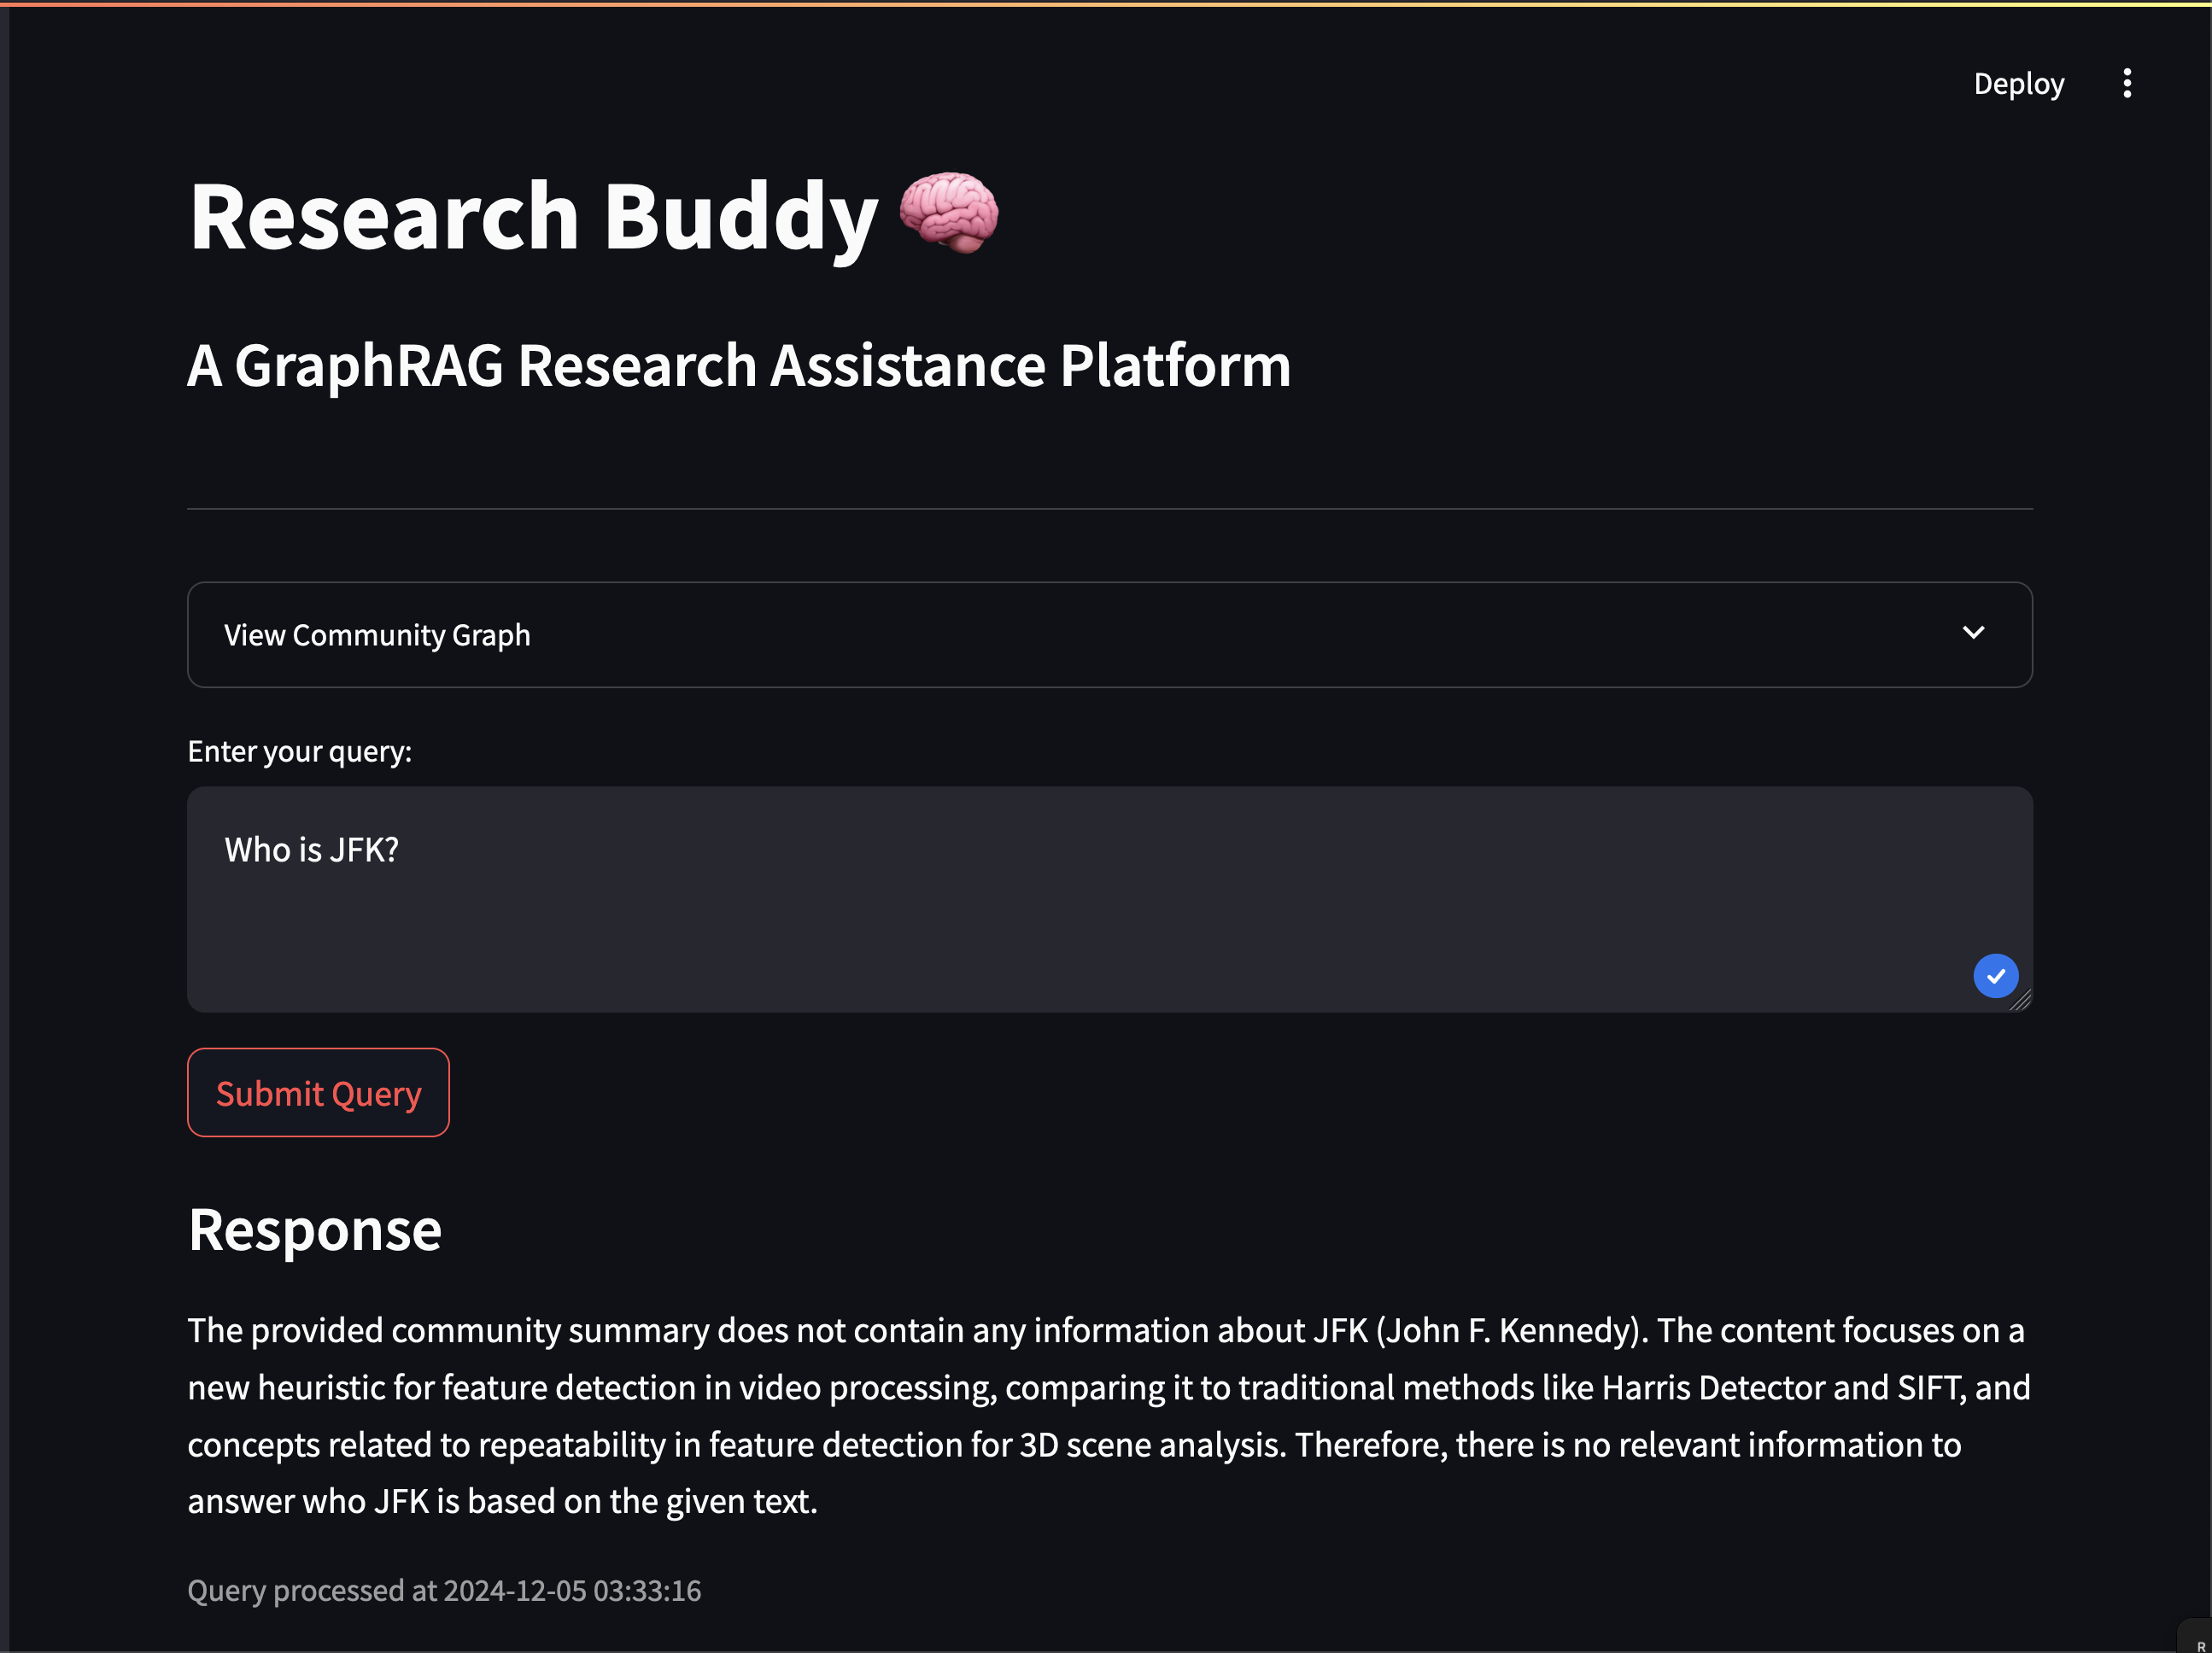 Deploy
Research Buddy
A GraphRAG Research Assistance Platform
View Community Graph
Enter your query:
Who is JFK?
Submit Query
Response
The provided community summary does not contain any information about JFK (John F. Kennedy). The content focuses on a
new heuristic for feature detection in video processing, comparing it to traditional methods like Harris Detector and SIFT, and
concepts related to repeatability in feature detection for 3D scene analysis. Therefore, there is no relevant information to
answer who JFK is based on the given text.
Query processed at 2024-12-05 03:33:16
R